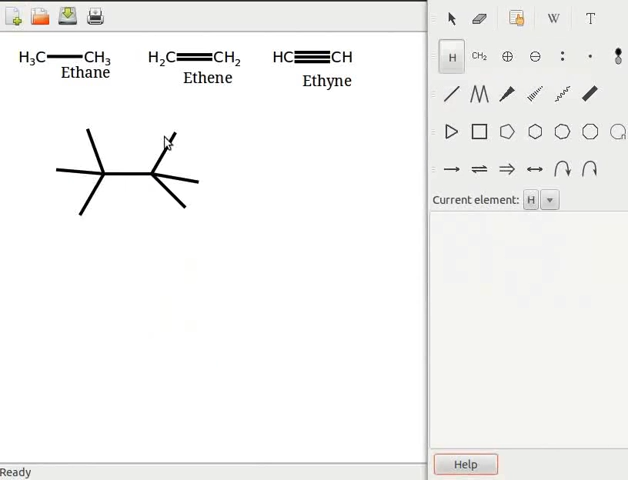 W T
H CH2
H3C CH3 H2C CH2 HC CH
Ethane Ethene Ethyne
Current element: H
Help
Ready